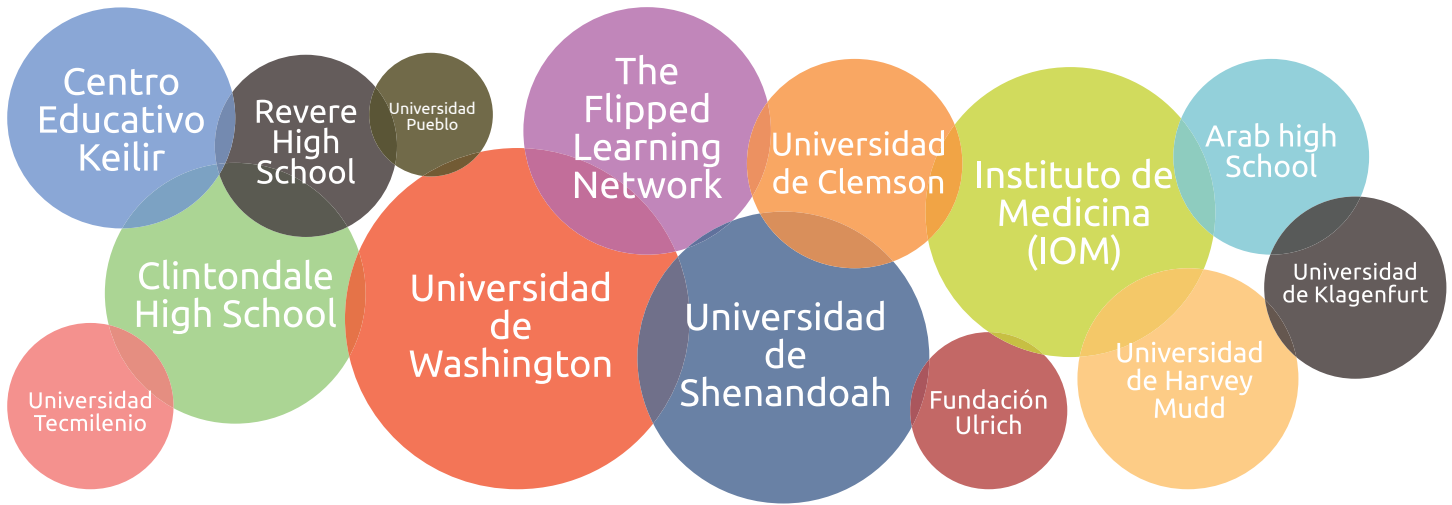 Centro
Educativo
Keilir
Revere
High
School
Universidad
Pueblo
The
Flipped
Learning
Network
Universidad
de Clemson
Instituto de
Medicina
(IOM)
Arab high
School
Clintondale
High School
Universidad
de
Washington
Universidad
de
Shenandoah
Universidad
de Klagenfurt
Universidad
Tecmilenio
Fundación
Ulrich
Universidad
de Harvey
Mudd